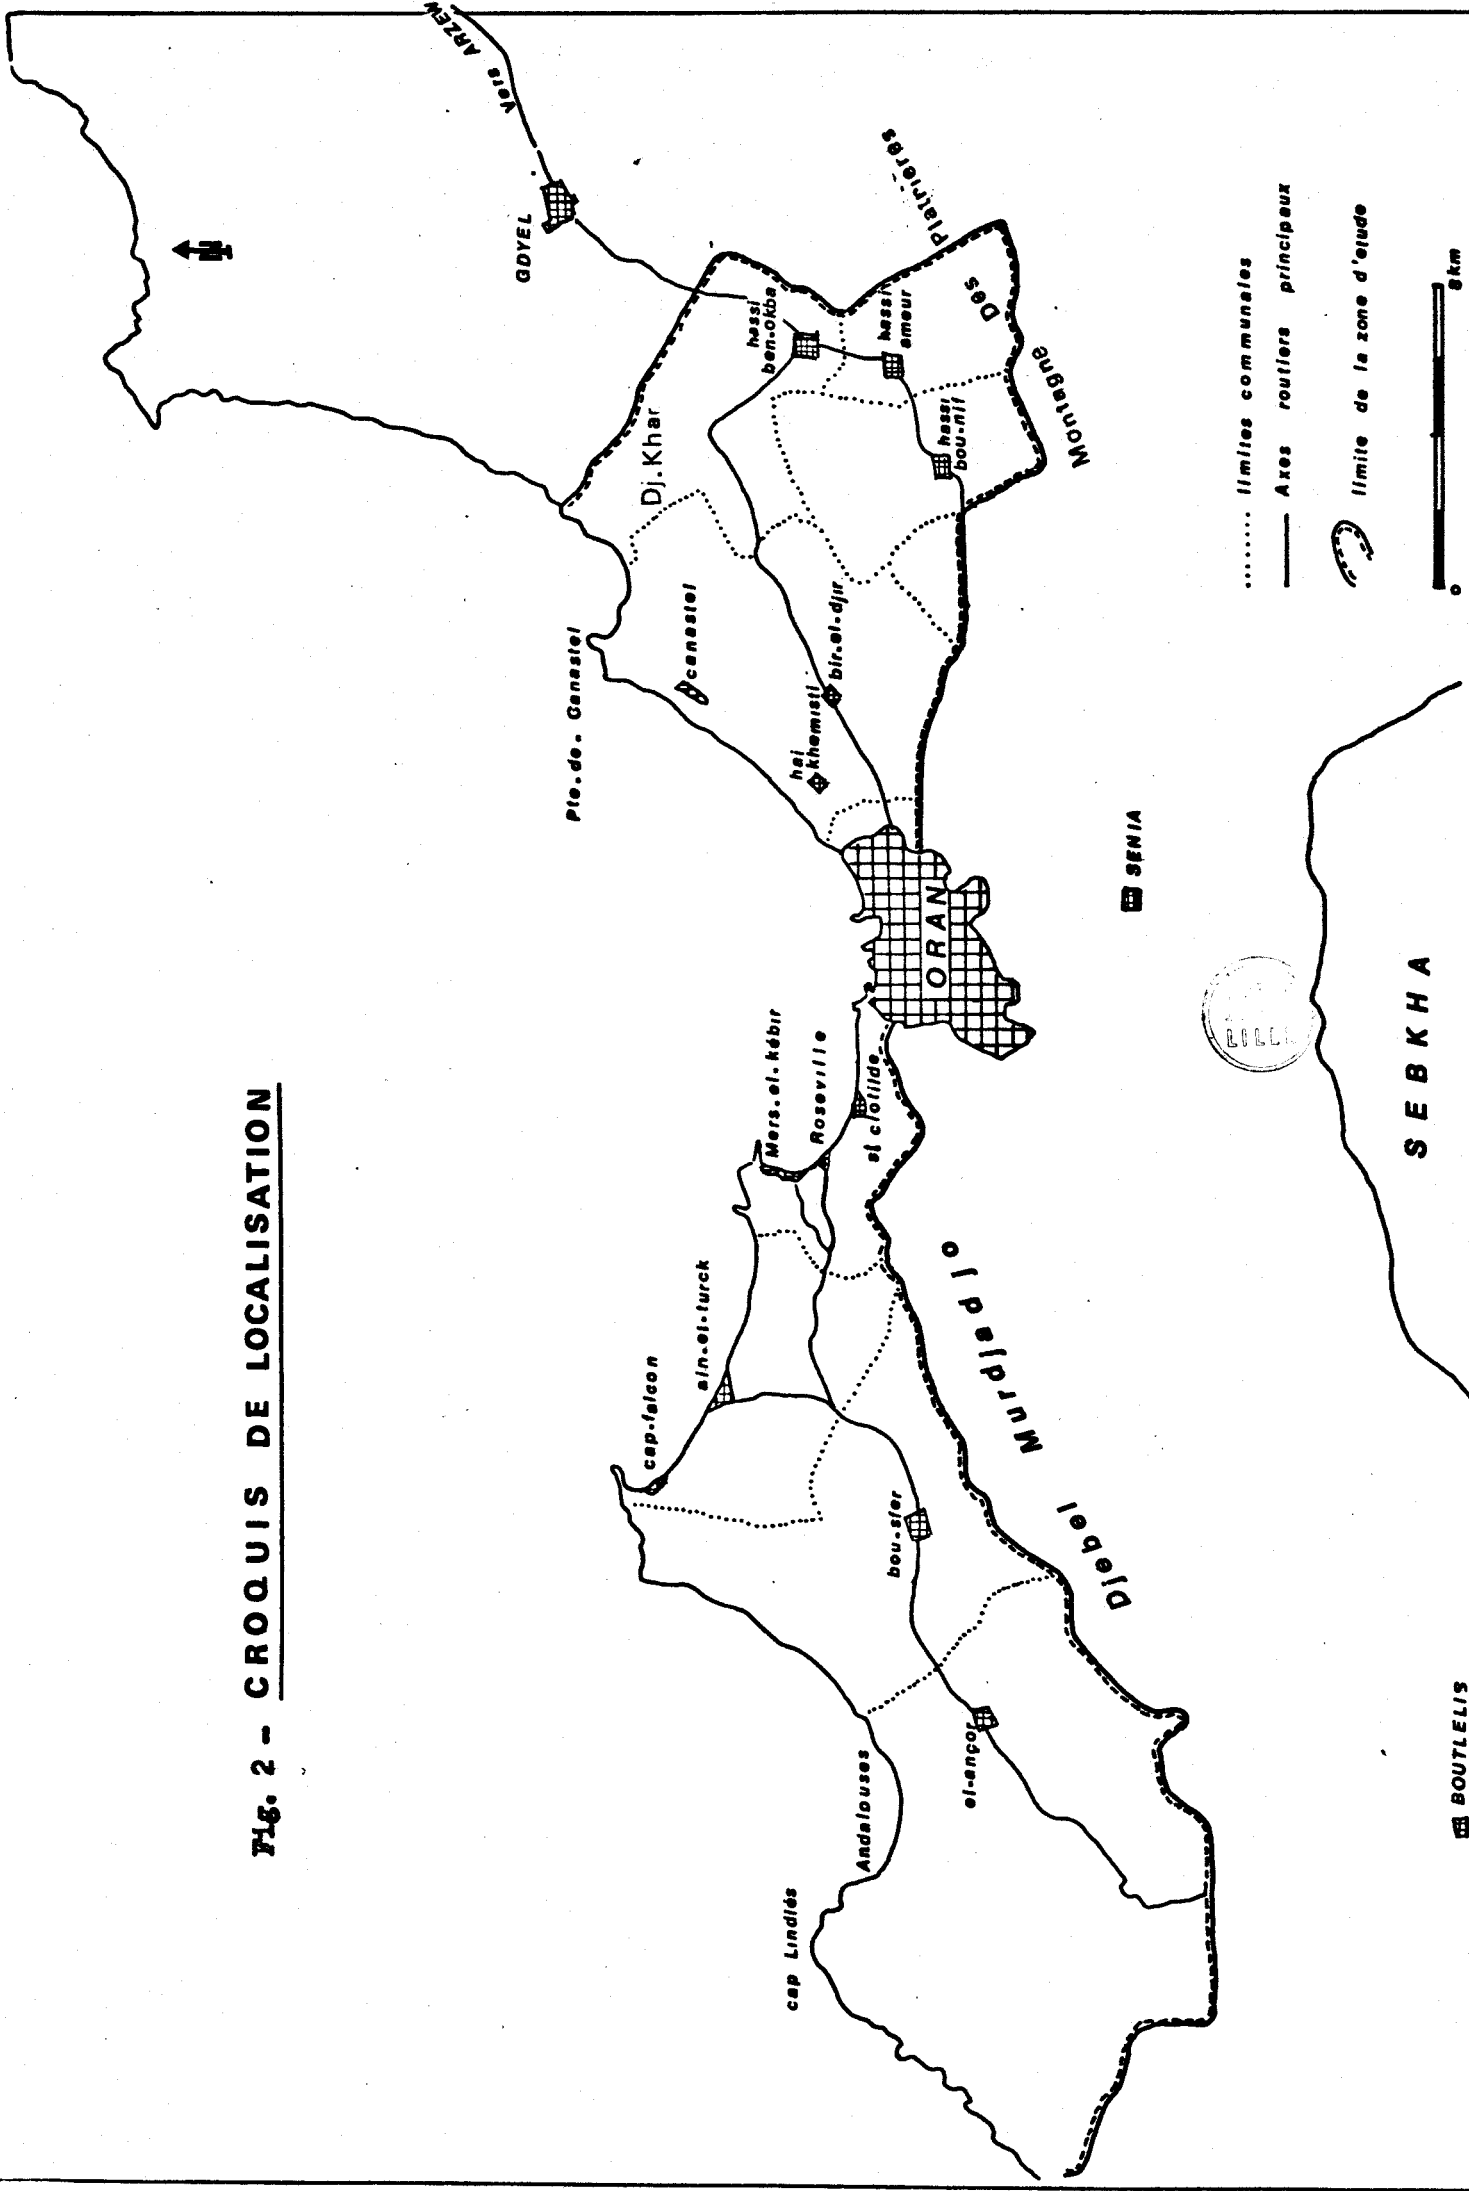 Fig. 2 – CROQUIS DE LOCALISATION
vers ARZEW
GDYEL
N
Pte.de. Canastel
canastel
Dj.Khar
hassi
ben.okba
hassi
ameur
hassi
bou.nif
Montagne Des Platrières
hai
khemisti
bir.el.djir
ORAN
SENIA
Mers.el.kébir
Roseville
st clotilde
ain.el.turck
cap.falcon
bou.sfer
el-ançor
Andalouses
cap Lindlés
Djebel Murdjadjo
SEBKHA
BOUTLELIS
LILL
limites communales
Axes routiers principaux
limite de la zone d'etude
0 8km